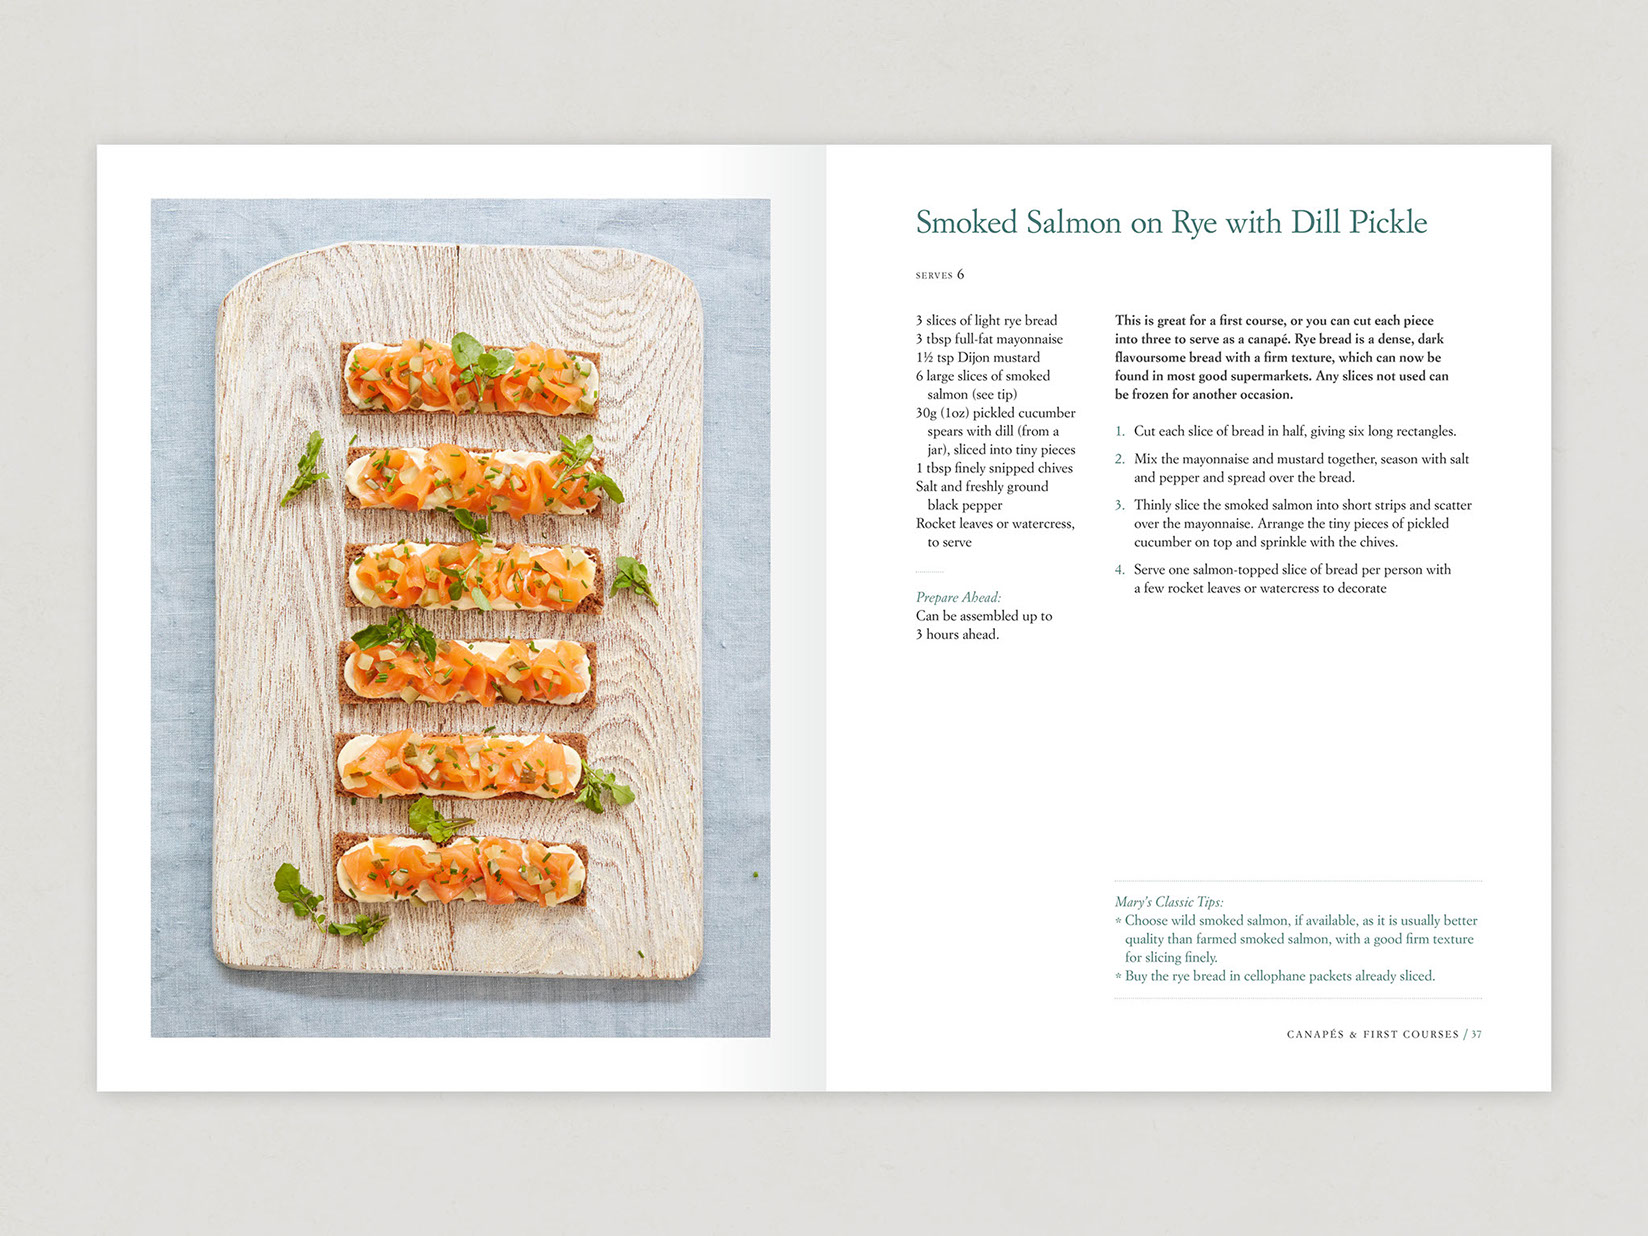 Smoked Salmon on Rye with Dill Pickle
SERVES 6
3 slices of light rye bread
3 tbsp full-fat mayonnaise
1½ tsp Dijon mustard
6 large slices of smoked
salmon (see tip)
30g (1oz) pickled cucumber
spears with dill (from a
jar), sliced into tiny pieces
1 tbsp finely snipped chives
Salt and freshly ground
black pepper
Rocket leaves or watercress,
to serve
Prepare Ahead:
Can be assembled up to
3 hours ahead.
This is great for a first course, or you can cut each piece
into three to serve as a canapé. Rye bread is a dense, dark
flavoursome bread with a firm texture, which can now be
found in most good supermarkets. Any slices not used can
be frozen for another occasion.
1. Cut each slice of bread in half, giving six long rectangles.
2. Mix the mayonnaise and mustard together, season with salt
and pepper and spread over the bread.
3. Thinly slice the smoked salmon into short strips and scatter
over the mayonnaise. Arrange the tiny pieces of pickled
cucumber on top and sprinkle with the chives.
4. Serve one salmon-topped slice of bread per person with
a few rocket leaves or watercress to decorate
Mary's Classic Tips:
* Choose wild smoked salmon, if available, as it is usually better
quality than farmed smoked salmon, with a good firm texture
for slicing finely.
* Buy the rye bread in cellophane packets already sliced.
CANAPÉS & FIRST COURSES / 37